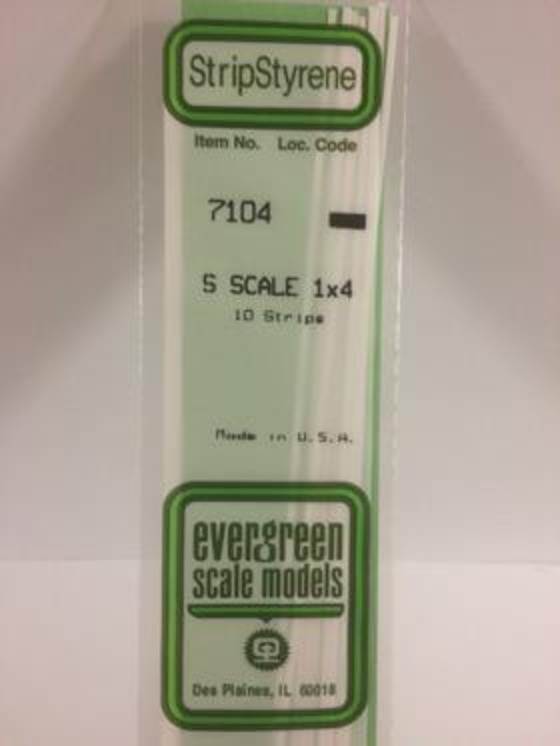 StripStyrene
Item No. Loc. Code
7104
S SCALE 1x4
10 Strips
Made in U.S.A.
evergreen
scale models
Des Plaines, IL 60018